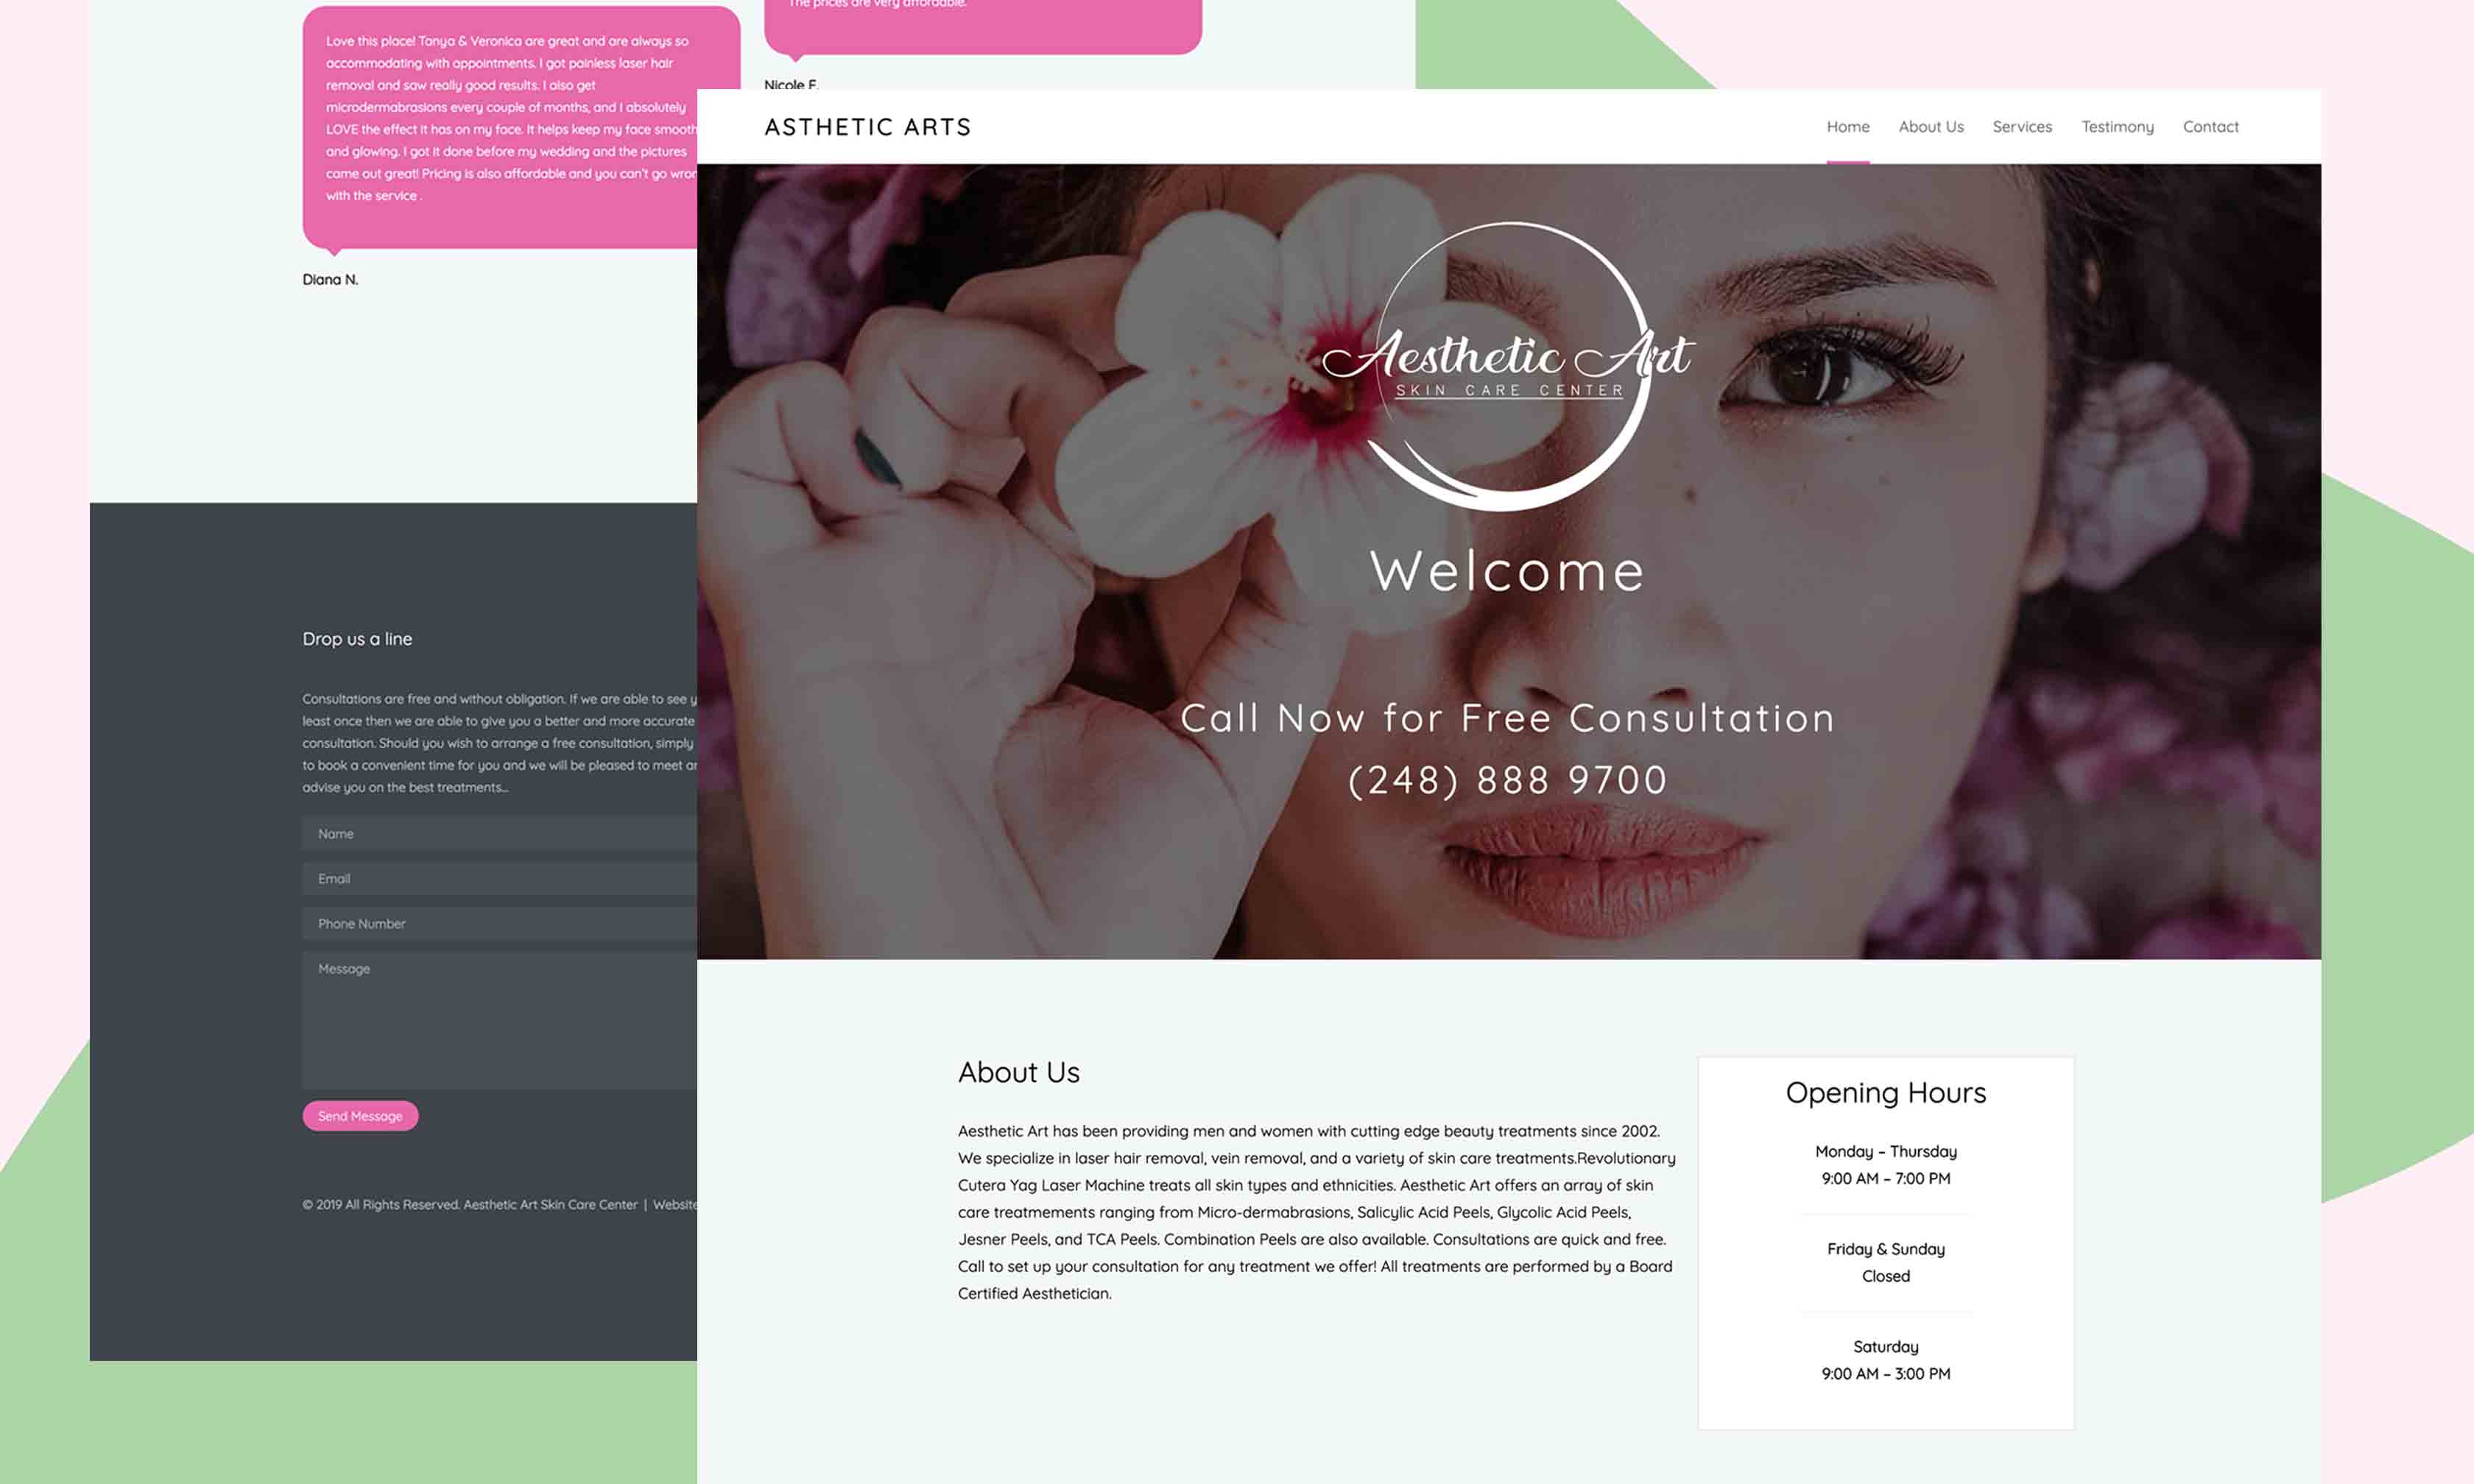 The prices are very affordable.
Love this place! Tanya & Veronica are great and are always so
accommodating with appointments. I got painless laser hair
removal and saw really good results. I also get
microdermabrasions every couple of months, and I absolutely
LOVE the effect it has on my face. It helps keep my face smooth
and glowing. I got it done before my wedding and the pictures
came out great! Pricing is also affordable and you can't go wron
with the service .
Diana N.
Nicole F.
Drop us a line
Consultations are free and without obligation. If we are able to see y
least once then we are able to give you a better and more accurate
consultation. Should you wish to arrange a free consultation, simply
to book a convenient time for you and we will be pleased to meet an
advise you on the best treatments...
Name
Email
Phone Number
Message
Send Message
© 2019 All Rights Reserved. Aesthetic Art Skin Care Center | Website
ASTHETIC ARTS
Home About Us Services Testimony Contact
Aesthetic Art
SKIN CARE CENTER
Welcome
Call Now for Free Consultation
(248) 888 9700
About Us
Aesthetic Art has been providing men and women with cutting edge beauty treatments since 2002.
We specialize in laser hair removal, vein removal, and a variety of skin care treatments.Revolutionary
Cutera Yag Laser Machine treats all skin types and ethnicities. Aesthetic Art offers an array of skin
care treatmements ranging from Micro-dermabrasions, Salicylic Acid Peels, Glycolic Acid Peels,
Jesner Peels, and TCA Peels. Combination Peels are also available. Consultations are quick and free.
Call to set up your consultation for any treatment we offer! All treatments are performed by a Board
Certified Aesthetician.
Opening Hours
Monday – Thursday
9:00 AM – 7:00 PM
Friday & Sunday
Closed
Saturday
9:00 AM – 3:00 PM